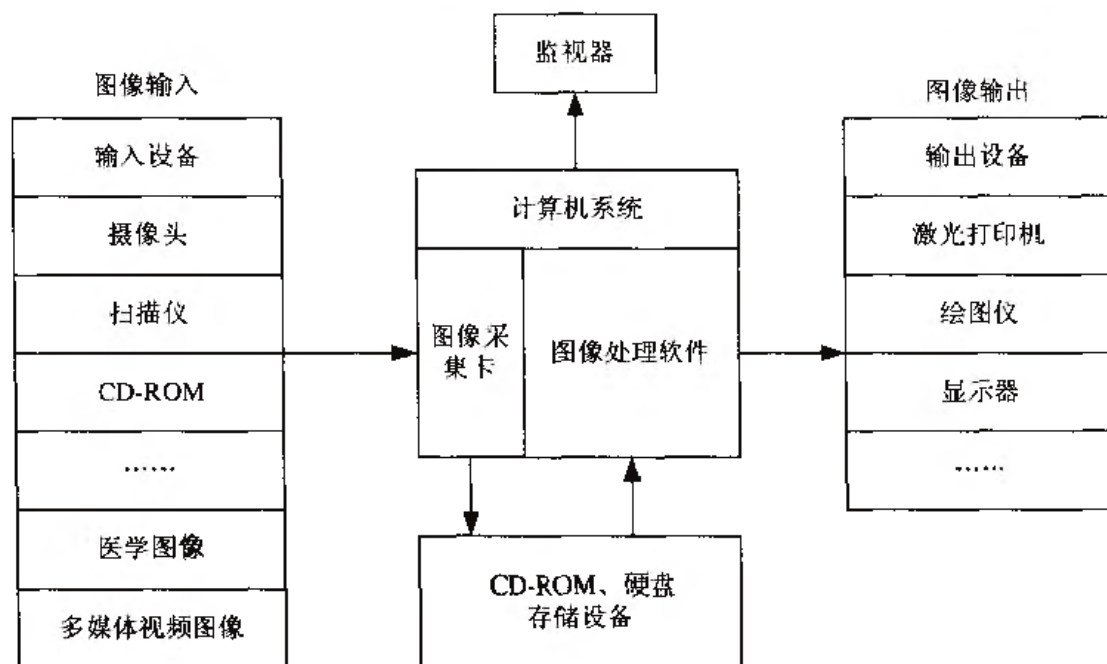 监视器
图像输入
输入设备
摄像头
扫描仪
CD-ROM
……
医学图像
多媒体视频图像
计算机系统
图像采
集卡
图像处理软件
CD-ROM、硬盘
存储设备
图像输出
输出设备
激光打印机
绘图仪
显示器
……